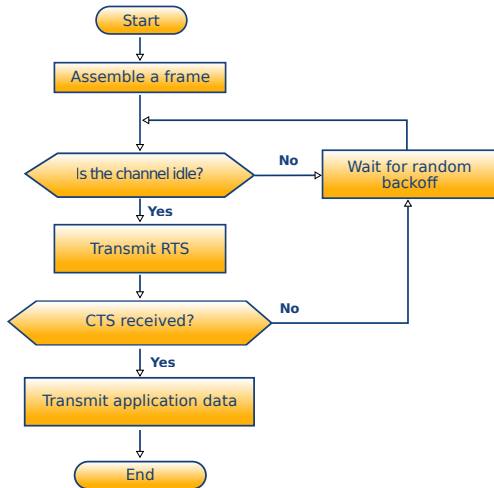 Start
Assemble a frame
Is the channel idle?
No
Wait for random
backoff
Yes
Transmit RTS
CTS received?
No
Yes
Transmit application data
End